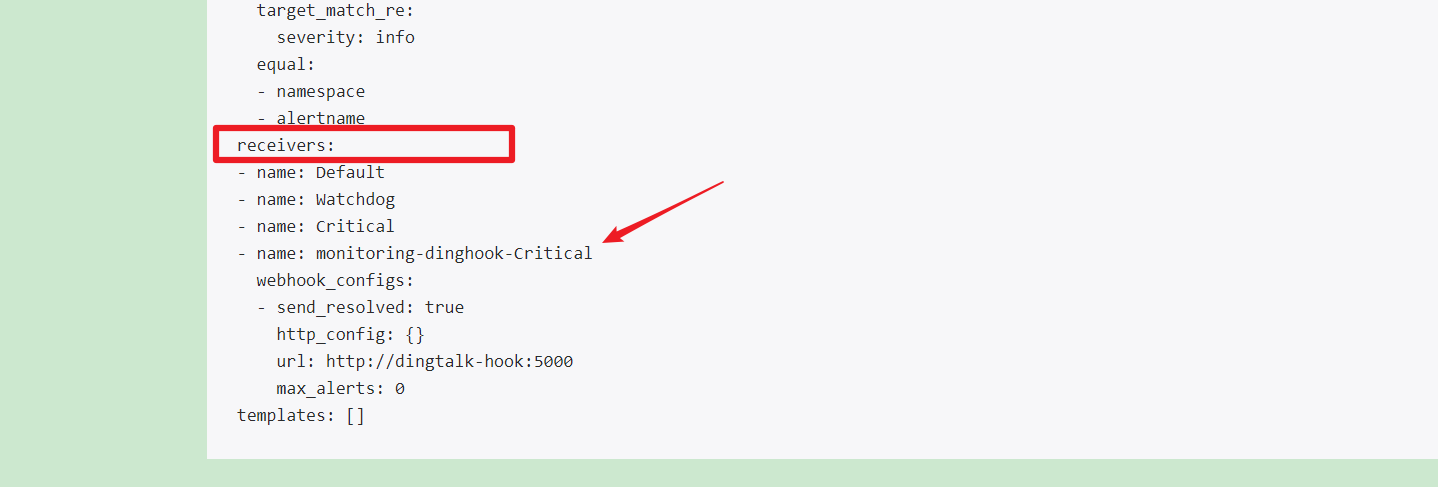 target_match_re:
severity: info
equal:
- namespace
- alertname
receivers:
- name: Default
- name: Watchdog
- name: Critical
- name: monitoring-dinghook-Critical
webhook_configs:
- send_resolved: true
http_config: {}
url: http://dingtalk-hook:5000
max_alerts: 0
templates: []